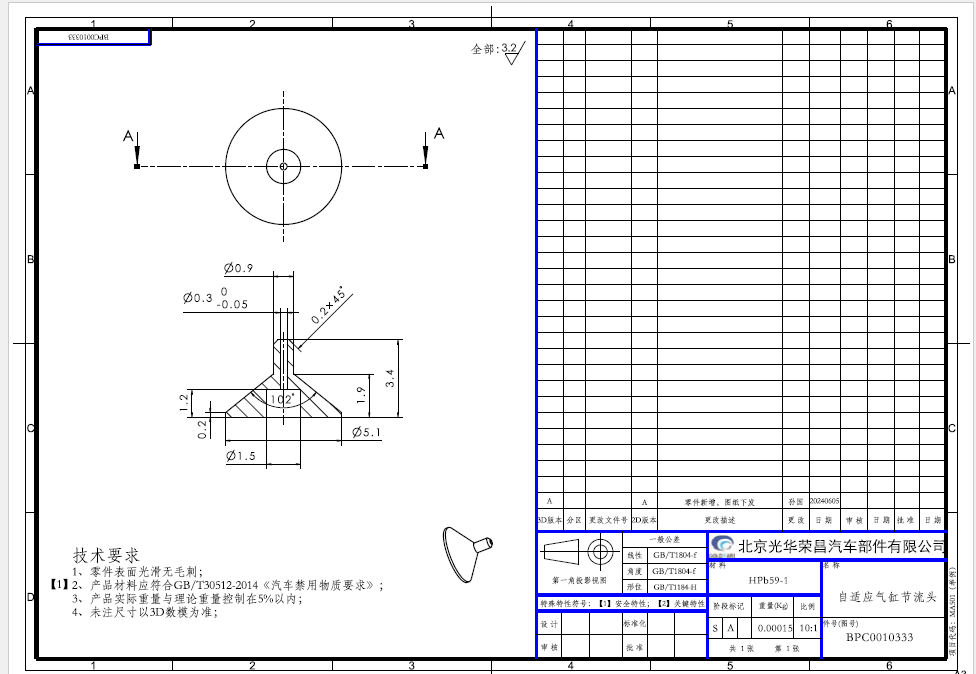 1 2 3 4 5 6
BPC0010333
全部: 3.2
A A
A A
B B
C C
D
Ø0.9
Ø0.3 0 -0.05
0.2×45°
3.4
1.9
1.2
102°
0.2
Ø5.1
Ø1.5
技术要求
1、零件表面光滑无毛刺;
【1】2、产品材料应符合GB/T30512-2014《汽车禁用物质要求》;
3、产品实际重量与理论重量控制在5%以内;
4、未注尺寸以3D数模为准;
A A 零件新增,图纸下发 孙国 20240605
3D版本 分区 更改文件号 2D版本 更改描述 更改 日期 审核 日期 批准 日期
一般公差
线性 GB/T1804-f
角度 GB/T1804-f
形位 GB/T1184-H
第一角投影视图
特殊特性符号: 【1】安全特性; 【2】关键特性
设计 标准化
审核 批准
北京光华荣昌汽车部件有限公司
材料
HPb59-1
名称
自适应气缸节流头
阶段标记 重量(Kg) 比例
S A 0.00015 10:1
共 1 张 第 1 张
件号(图号)
BPC0010333
1 2 3 4 5 6
A3